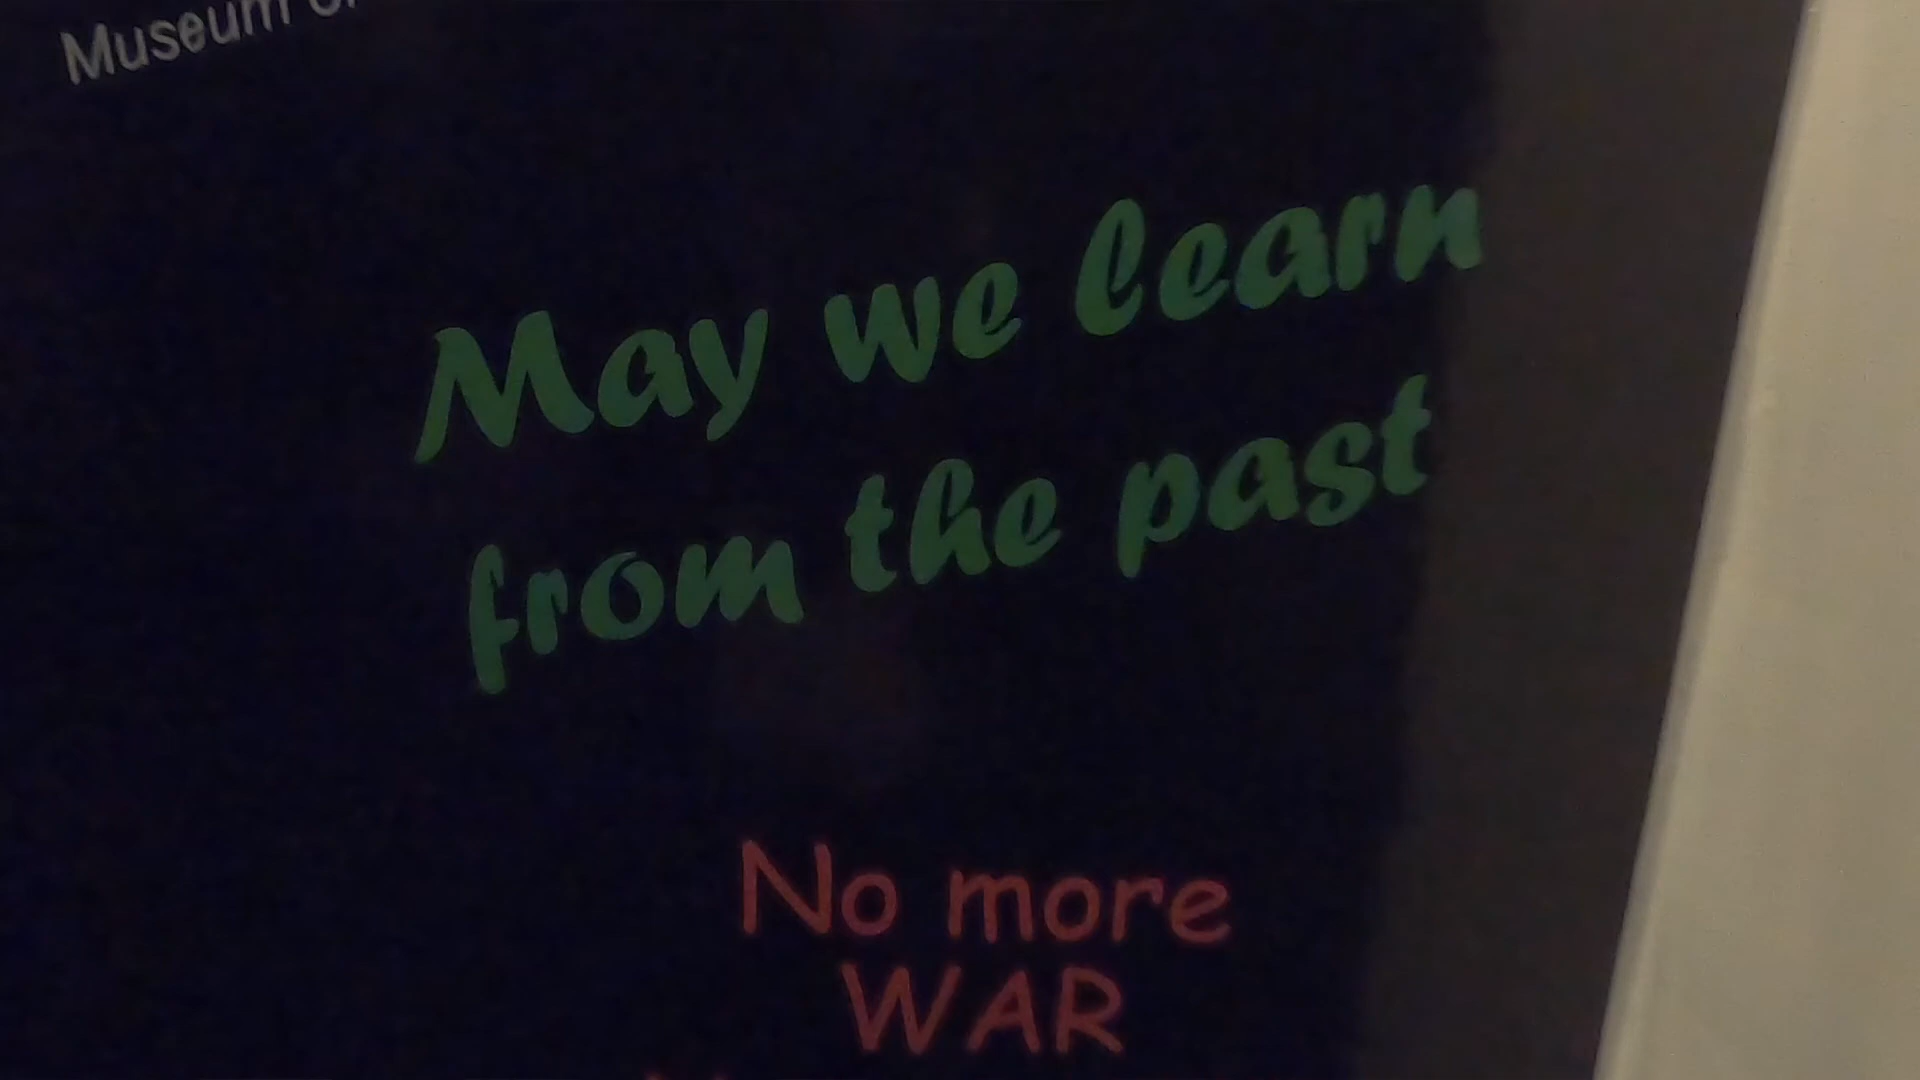 Museum
May we learn
from the past
No more
WAR